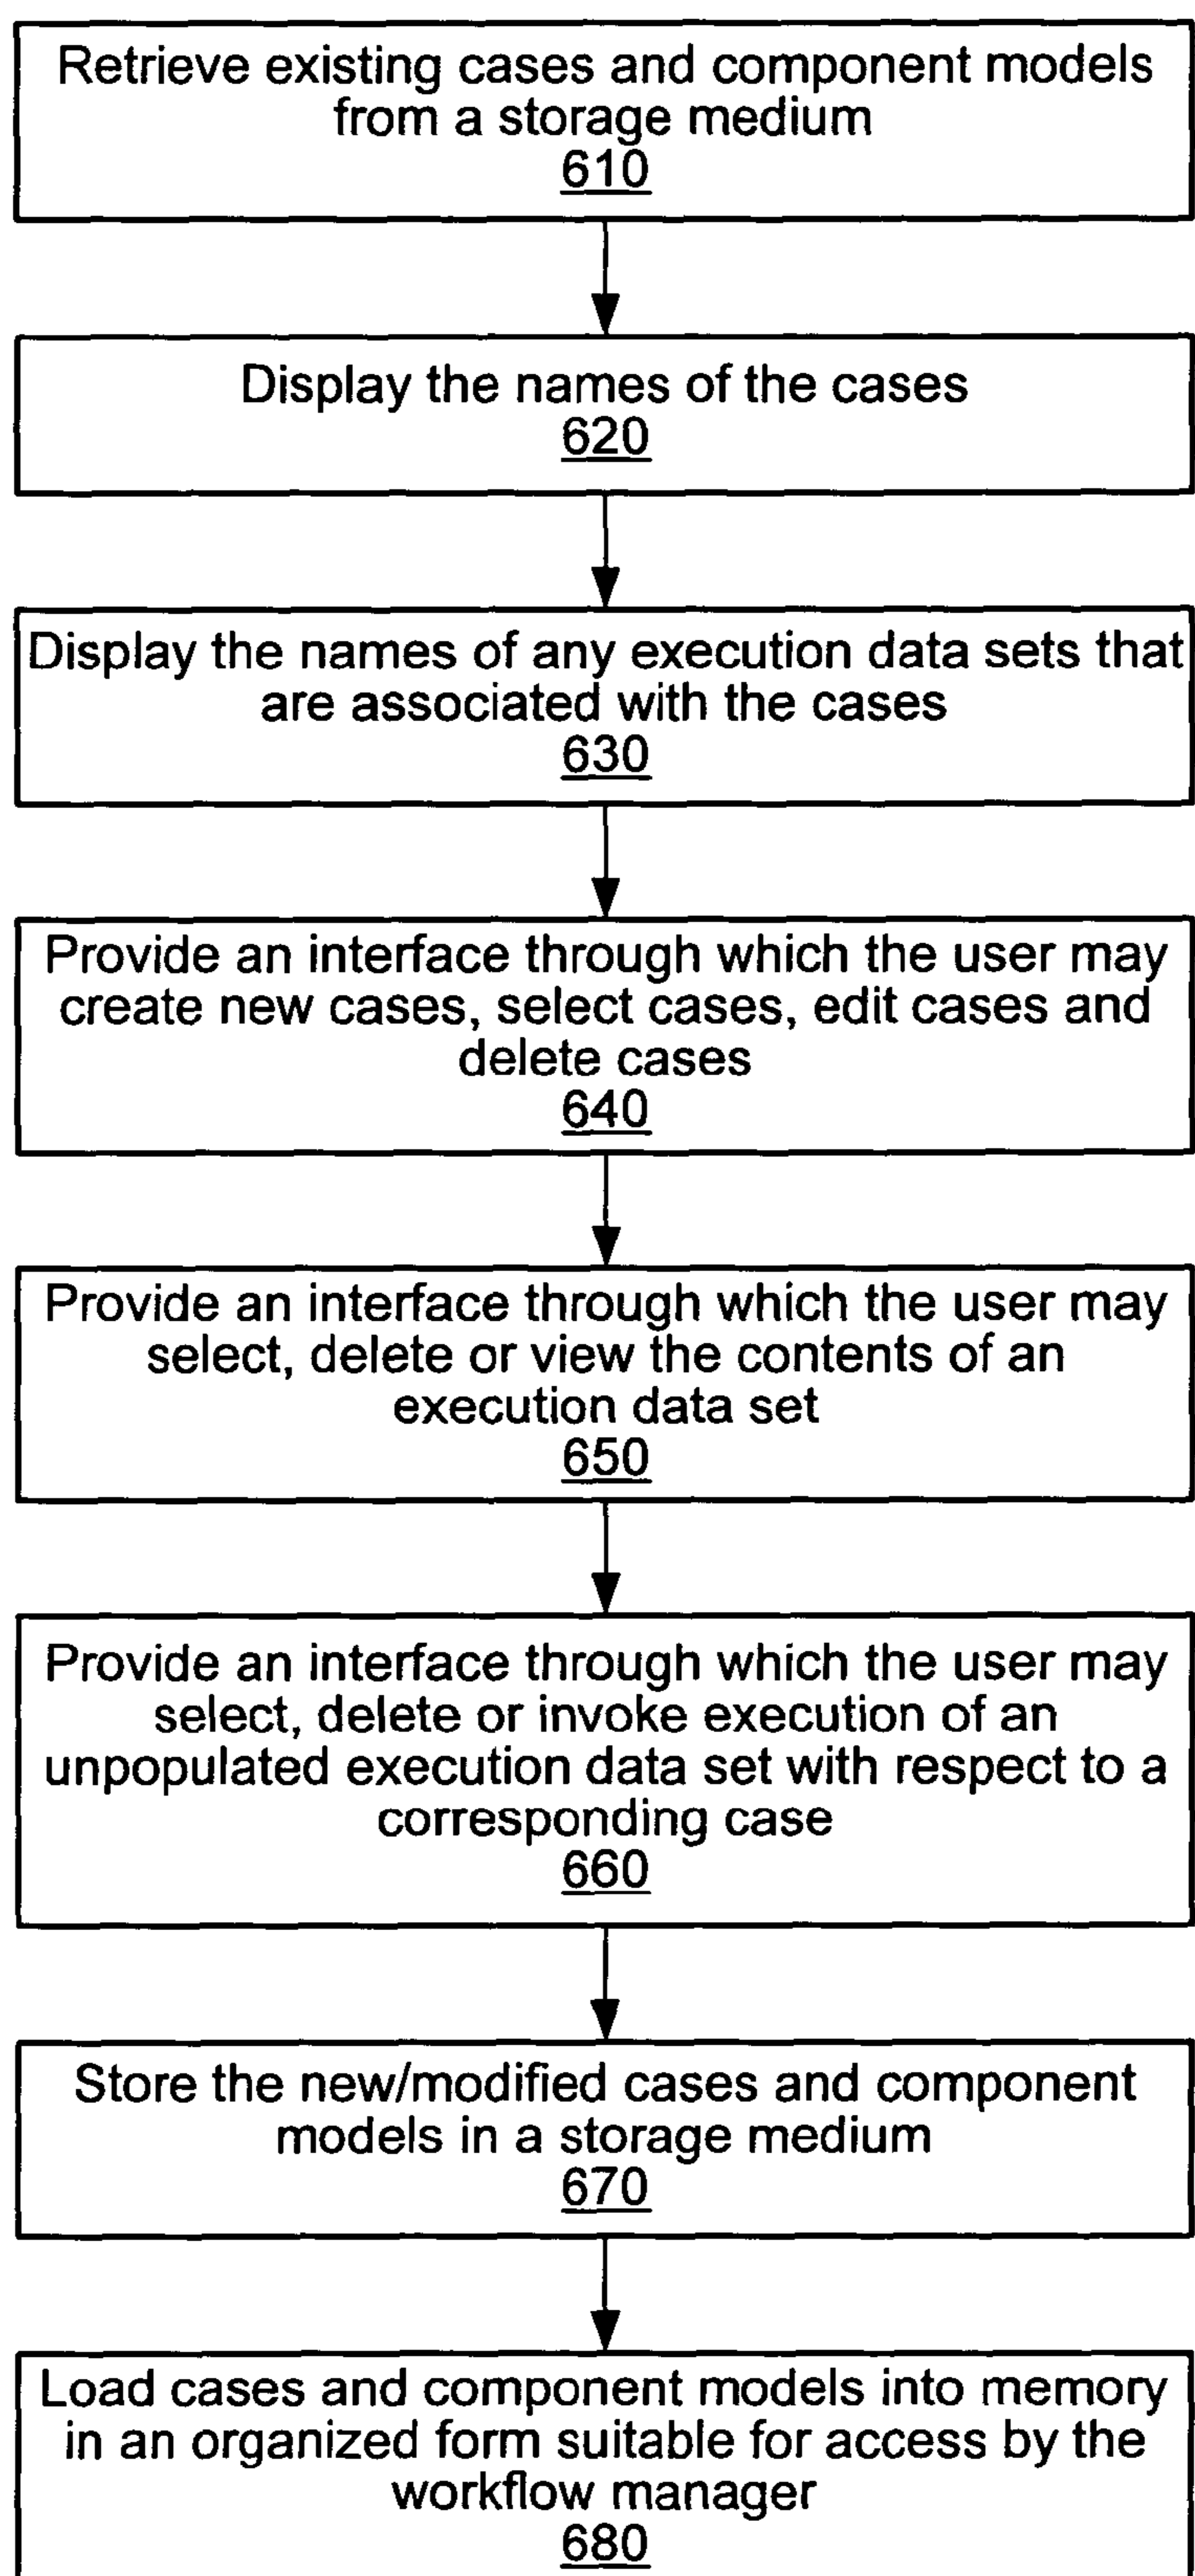 Retrieve existing cases and component models
from a storage medium
610
Display the names of the cases
620
Display the names of any execution data sets that
are associated with the cases
630
Provide an interface through which the user may
create new cases, select cases, edit cases and
delete cases
640
Provide an interface through which the user may
select, delete or view the contents of an
execution data set
650
Provide an interface through which the user may
select, delete or invoke execution of an
unpopulated execution data set with respect to a
corresponding case
660
Store the new/modified cases and component
models in a storage medium
670
Load cases and component models into memory
in an organized form suitable for access by the
workflow manager
680